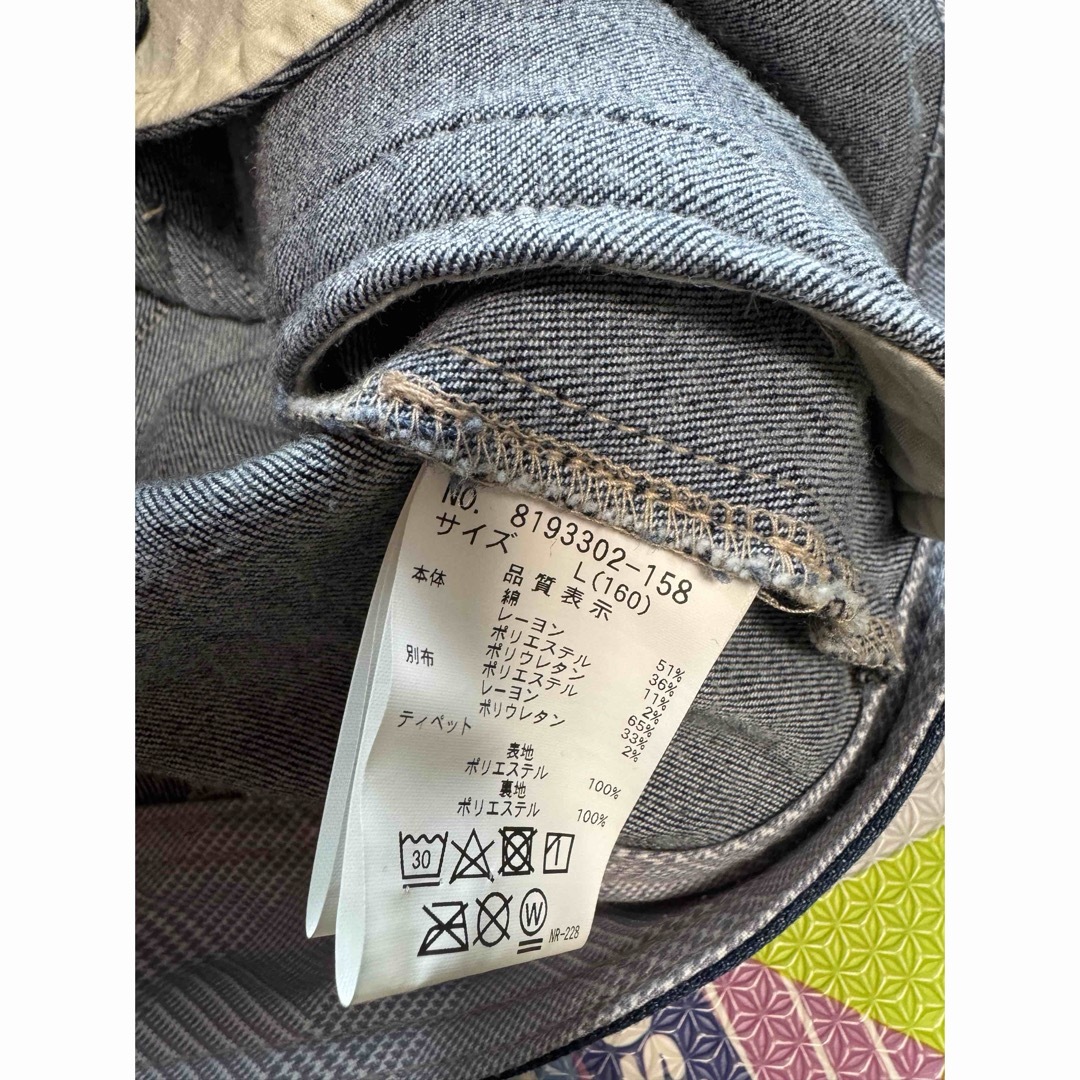 No. 8193302-158
サイズ L(160)
品質表示
本体 綿 51%
レーヨン 36%
ポリエステル 11%
ポリウレタン 2%
別布 ポリエステル 65%
レーヨン 33%
ポリウレタン 2%
ティペット
表地
ポリエステル 100%
裏地
ポリエステル 100%
30
W
NR-228